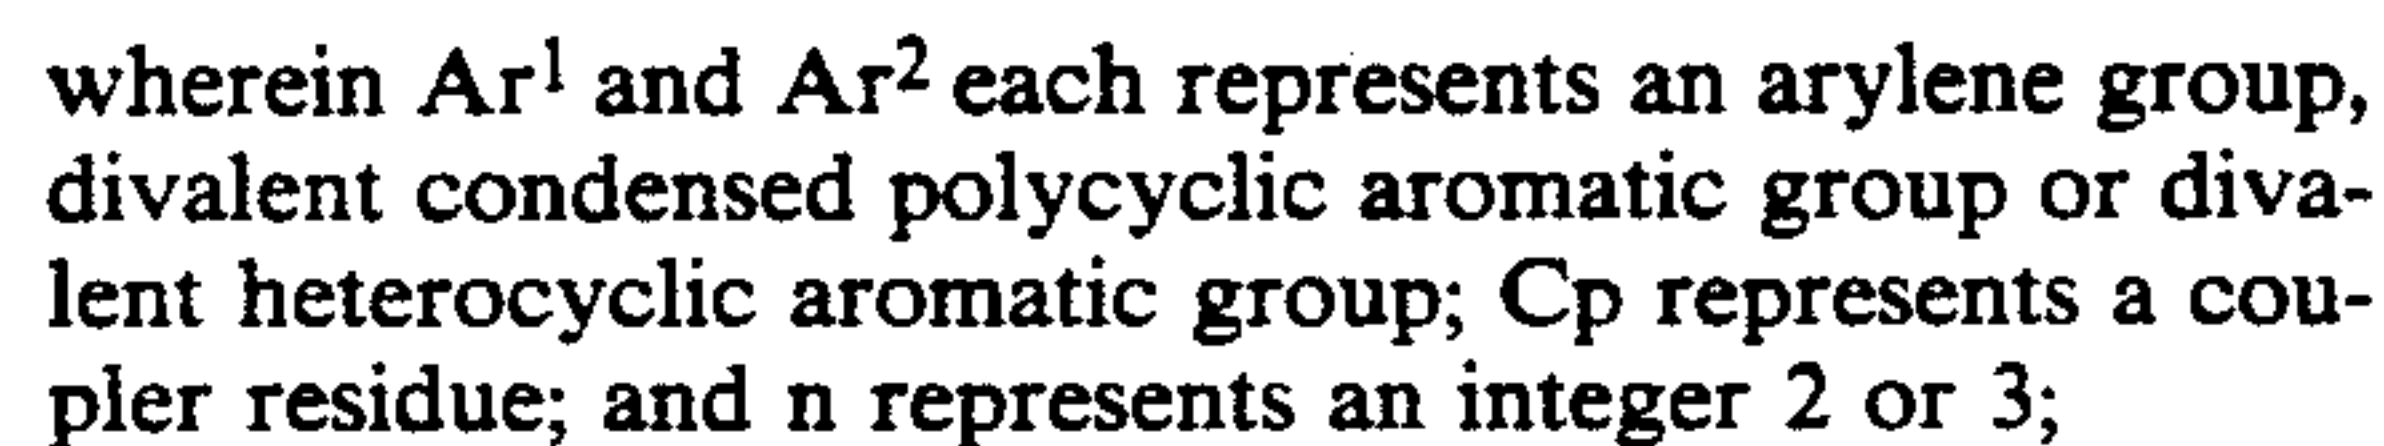 wherein Ar¹ and Ar² each represents an arylene group,
divalent condensed polycyclic aromatic group or diva-
lent heterocyclic aromatic group; Cp represents a cou-
pler residue; and n represents an integer 2 or 3;